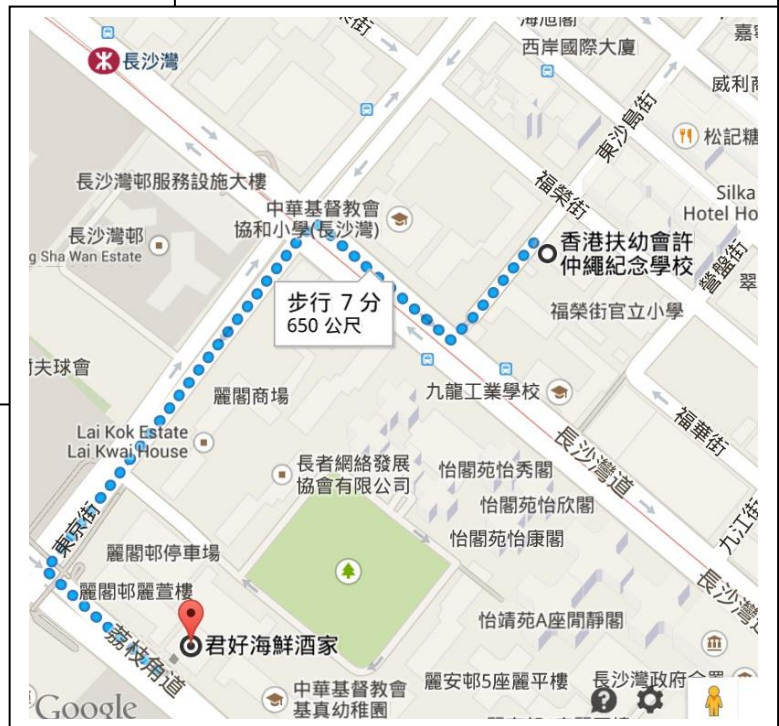 海旭閣
西岸國際大廈
長沙灣
威利
東沙島街
松記糖
長沙灣邨服務設施大樓
福榮街
Silka
Hotel Ho
中華基督教會
協和小學(長沙灣)
長沙灣邨
g Sha Wan Estate
香港扶幼會許
仲繩紀念學校
營盤街
翠
步行 7 分
650 公尺
福榮街官立小學
爾夫球會
麗閣商場
九龍工業學校
福華街
Lai Kok Estate
Lai Kwai House
長者網絡發展
協會有限公司
怡閣苑怡秀閣
長沙灣道
怡閣苑怡欣閣
九江街
東京街
怡閣苑怡康閣
麗閣邨停車場
長沙灣道
麗閣邨麗萱樓
怡靖苑A座閒靜閣
君好海鮮酒家
荔枝角道
麗安邨5座麗平樓
長沙灣政府合署
中華基督教會
基真幼稚園
Google